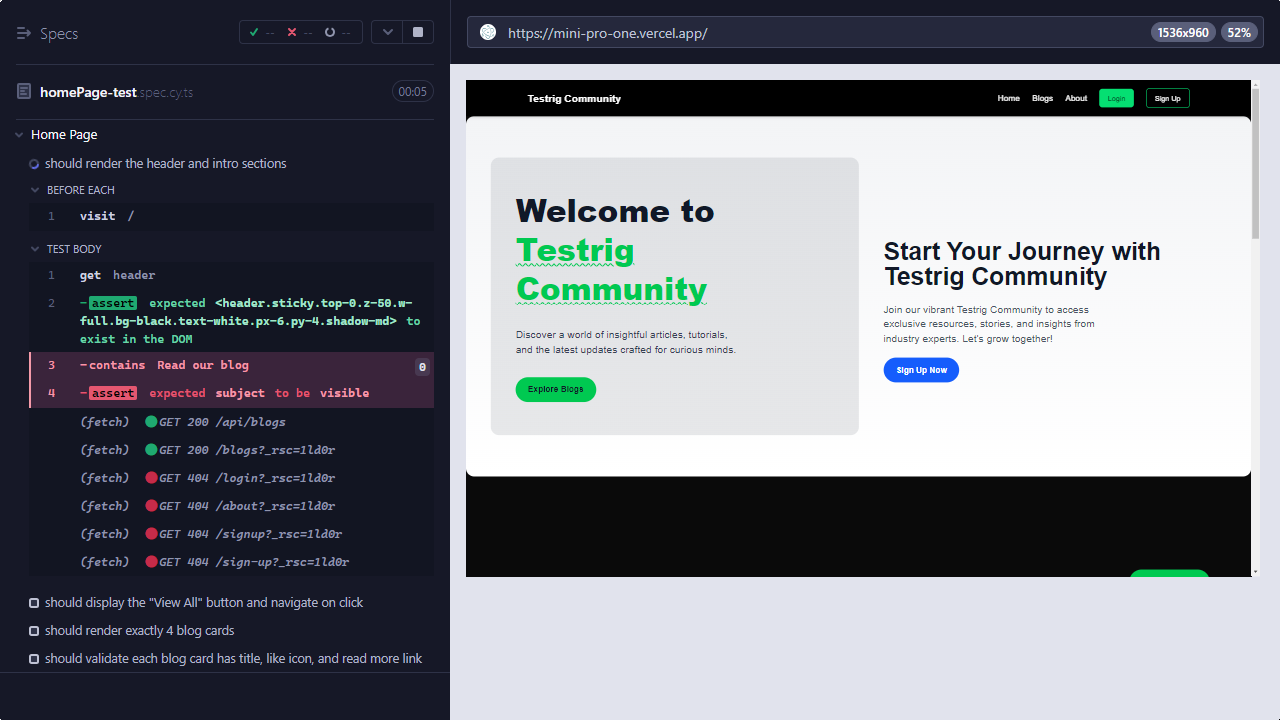 Specs
-- -- --
homePage-test.spec.cy.ts 00:05
Home Page
should render the header and intro sections
BEFORE EACH
1 visit /
TEST BODY
1 get header
2 -assert expected <header.sticky.top-0.z-50.w-
full.bg-black.text-white.px-6.py-4.shadow-md> to
exist in the DOM
3 -contains Read our blog 0
4 -assert expected subject to be visible
(fetch) GET 200 /api/blogs
(fetch) GET 200 /blogs?_rsc=1ld0r
(fetch) GET 404 /login?_rsc=1ld0r
(fetch) GET 404 /about?_rsc=1ld0r
(fetch) GET 404 /signup?_rsc=1ld0r
(fetch) GET 404 /sign-up?_rsc=1ld0r
should display the "View All" button and navigate on click
should render exactly 4 blog cards
should validate each blog card has title, like icon, and read more link
https://mini-pro-one.vercel.app/ 1536x960 52%
Testrig Community Home Blogs About Login Sign Up
Welcome to
Testrig
Community
Discover a world of insightful articles, tutorials,
and the latest updates crafted for curious minds.
Explore Blogs
Start Your Journey with
Testrig Community
Join our vibrant Testrig Community to access
exclusive resources, stories, and insights from
industry experts. Let's grow together!
Sign Up Now